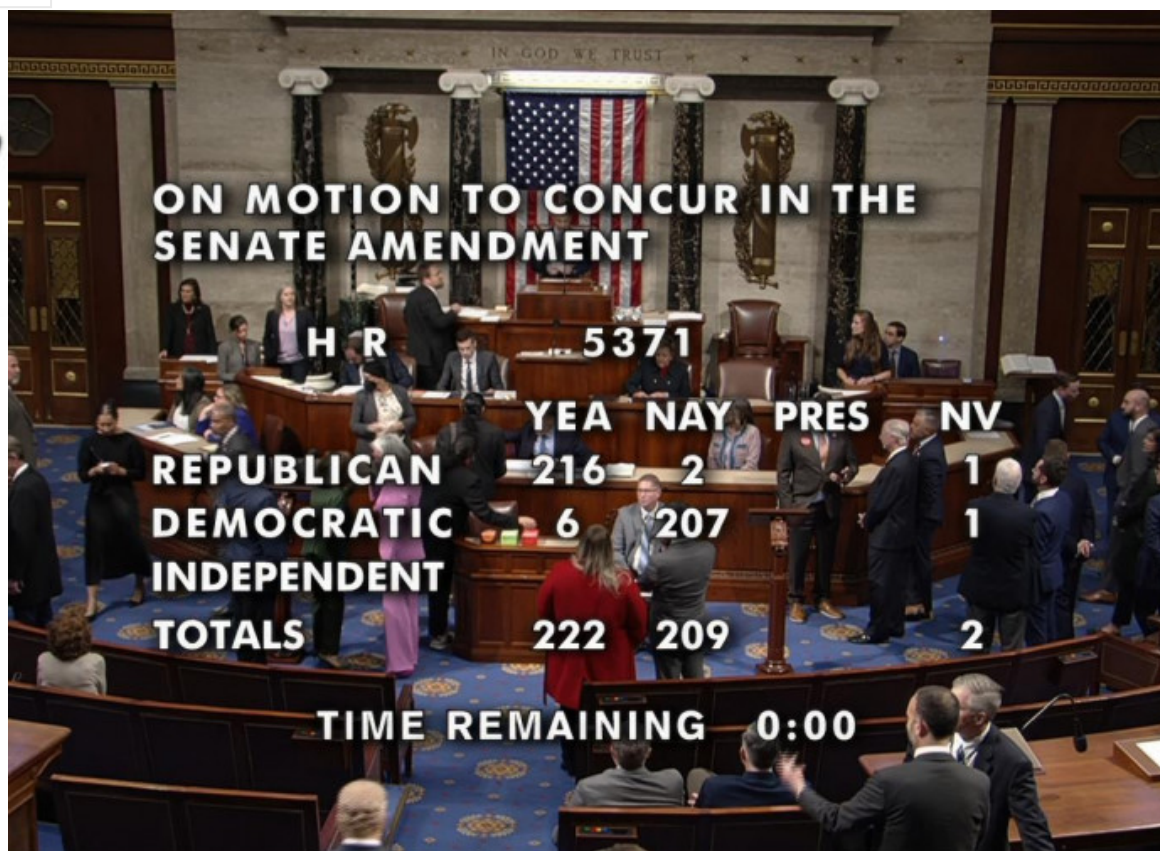 IN GOD WE TRUST
ON MOTION TO CONCUR IN THE
SENATE AMENDMENT
H R 5371
YEA NAY PRES NV
REPUBLICAN 216 2 1
DEMOCRATIC 6 207 1
INDEPENDENT
TOTALS 222 209 2
TIME REMAINING 0:00